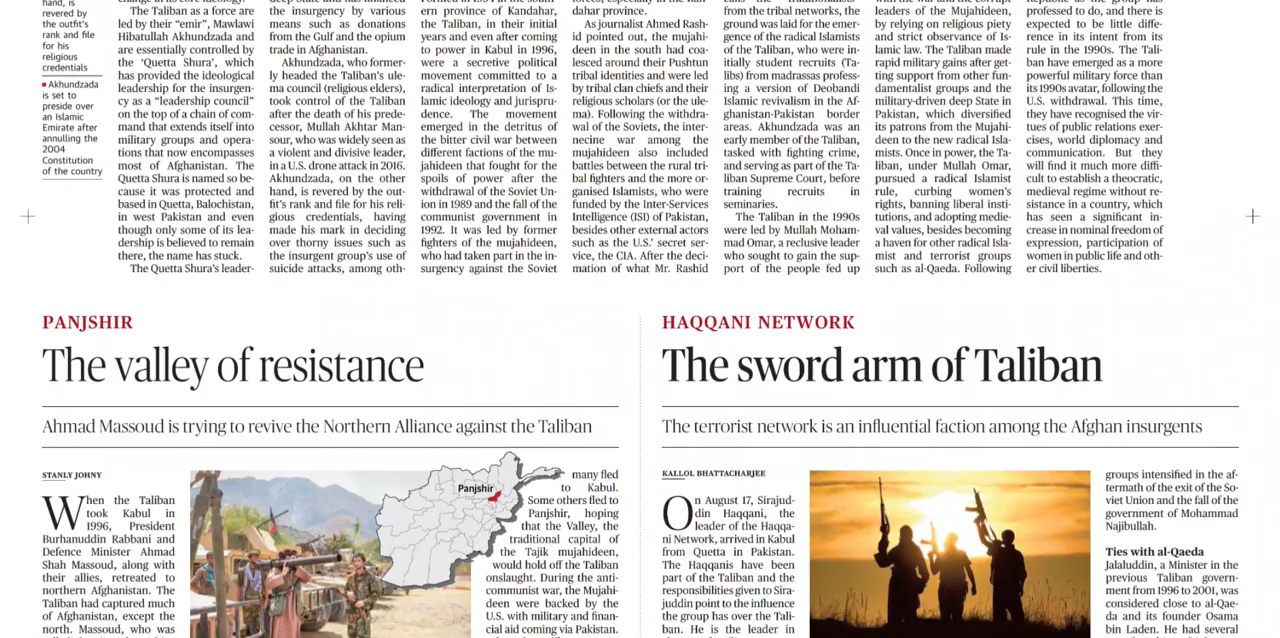 hand, is
revered by
the outfit's
rank and file
for his
religious
credentials
Akhundzada
is set to
preside over
an Islamic
Emirate after
annulling the
2004
Constitution
of the country
The Taliban as a force are
led by their "emir", Mawlawi
Hibatullah Akhundzada and
are essentially controlled by
the 'Quetta Shura', which
has provided the ideological
leadership for the insurgen-
cy as a "leadership council"
on the top of a chain of com-
mand that extends itself into
military groups and opera-
tions that now encompasses
most of Afghanistan. The
Quetta Shura is named so be-
cause it was protected and
based in Quetta, Balochistan,
in west Pakistan and even
though only some of its lea-
dership is believed to remain
there, the name has stuck.
The Quetta Shura's leader-
the insurgency by various
means such as donations
from the Gulf and the opium
trade in Afghanistan.
Akhundzada, who former-
ly headed the Taliban's ule-
ma council (religious elders),
took control of the Taliban
after the death of his prede-
cessor, Mullah Akhtar Man-
sour, who was widely seen as
a violent and divisive leader,
in a U.S. drone attack in 2016.
Akhundzada, on the other
hand, is revered by the out-
fit's rank and file for his reli-
gious credentials, having
made his mark in deciding
over thorny issues such as
the insurgent group's use of
suicide attacks, among oth-
ern province of Kandahar,
the Taliban, in their initial
years and even after coming
to power in Kabul in 1996,
were a secretive political
movement committed to a
radical interpretation of Is-
lamic ideology and jurispru-
dence. The movement
emerged in the detritus of
the bitter civil war between
different factions of the mu-
jahideen that fought for the
spoils of power after the
withdrawal of the Soviet Un-
ion in 1989 and the fall of the
communist government in
1992. It was led by former
fighters of the mujahideen,
who had taken part in the in-
surgency against the Soviet
dahar province.
As journalist Ahmed Rash-
id pointed out, the mujahi-
deen in the south had coa-
lesced around their Pushtun
tribal identities and were led
by tribal clan chiefs and their
religious scholars (or the ule-
ma). Following the withdra-
wal of the Soviets, the inter-
necine war among the
mujahideen also included
battles between the rural tri-
bal fighters and the more or-
ganised Islamists, who were
funded by the Inter-Services
Intelligence (ISI) of Pakistan,
besides other external actors
such as the U.S.' secret ser-
vice, the CIA. After the deci-
mation of what Mr. Rashid
from the tribal networks, the
ground was laid for the emer-
gence of the radical Islamists
of the Taliban, who were in-
itially student recruits (Ta-
libs) from madrassas profess-
ing a version of Deobandi
Islamic revivalism in the Af-
ghanistan-Pakistan border
areas. Akhundzada was an
early member of the Taliban,
tasked with fighting crime,
and serving as part of the Ta-
liban Supreme Court, before
training recruits in
seminaries.
The Taliban in the 1990s
were led by Mullah Moham-
mad Omar, a reclusive leader
who sought to gain the sup-
port of the people fed up
leaders of the Mujahideen,
by relying on religious piety
and strict observance of Is-
lamic law. The Taliban made
rapid military gains after get-
ting support from other fun-
damentalist groups and the
military-driven deep State in
Pakistan, which diversified
its patrons from the Mujahi-
deen to the new radical Isla-
mists. Once in power, the Ta-
liban, under Mullah Omar,
pursued a radical Islamist
rule, curbing women's
rights, banning liberal insti-
tutions, and adopting medie-
val values, besides becoming
a haven for other radical Isla-
mist and terrorist groups
such as al-Qaeda. Following
professed to do, and there is
expected to be little diffe-
rence in its intent from its
rule in the 1990s. The Tali-
ban have emerged as a more
powerful military force than
its 1990s avatar, following the
U.S. withdrawal. This time,
they have recognised the vir-
tues of public relations exer-
cises, world diplomacy and
communication. But they
will find it much more diffi-
cult to establish a theocratic,
medieval regime without re-
sistance in a country, which
has seen a significant in-
crease in nominal freedom of
expression, participation of
women in public life and oth-
er civil liberties.
PANJSHIR
The valley of resistance
Ahmad Massoud is trying to revive the Northern Alliance against the Taliban
STANLY JOHNY
When the Taliban
took Kabul in
1996, President
Burhanuddin Rabbani and
Defence Minister Ahmad
Shah Massoud, along with
their allies, retreated to
northern Afghanistan. The
Taliban had captured much
of Afghanistan, except the
north. Massoud, who was
Panjshir
many fled
to Kabul.
Some others fled to
Panjshir, hoping
that the Valley, the
traditional capital of
the Tajik mujahideen,
would hold off the Taliban
onslaught. During the anti-
communist war, the Mujahi-
deen were backed by the
U.S. with military and finan-
cial aid coming via Pakistan.
HAQQANI NETWORK
The sword arm of Taliban
The terrorist network is an influential faction among the Afghan insurgents
KALLOL BHATTACHERJEE
On August 17, Sirajud-
din Haqqani, the
leader of the Haqqa-
ni Network, arrived in Kabul
from Quetta in Pakistan.
The Haqqanis have been
part of the Taliban and the
responsibilities given to Sira-
juddin point to the influence
the group has over the Tali-
ban. He is the leader in
groups intensified in the af-
termath of the exit of the So-
viet Union and the fall of the
government of Mohammad
Najibullah.
Ties with al-Qaeda
Jalaluddin, a Minister in the
previous Taliban govern-
ment from 1996 to 2001, was
considered close to al-Qae-
da and its founder Osama
bin Laden. He had several